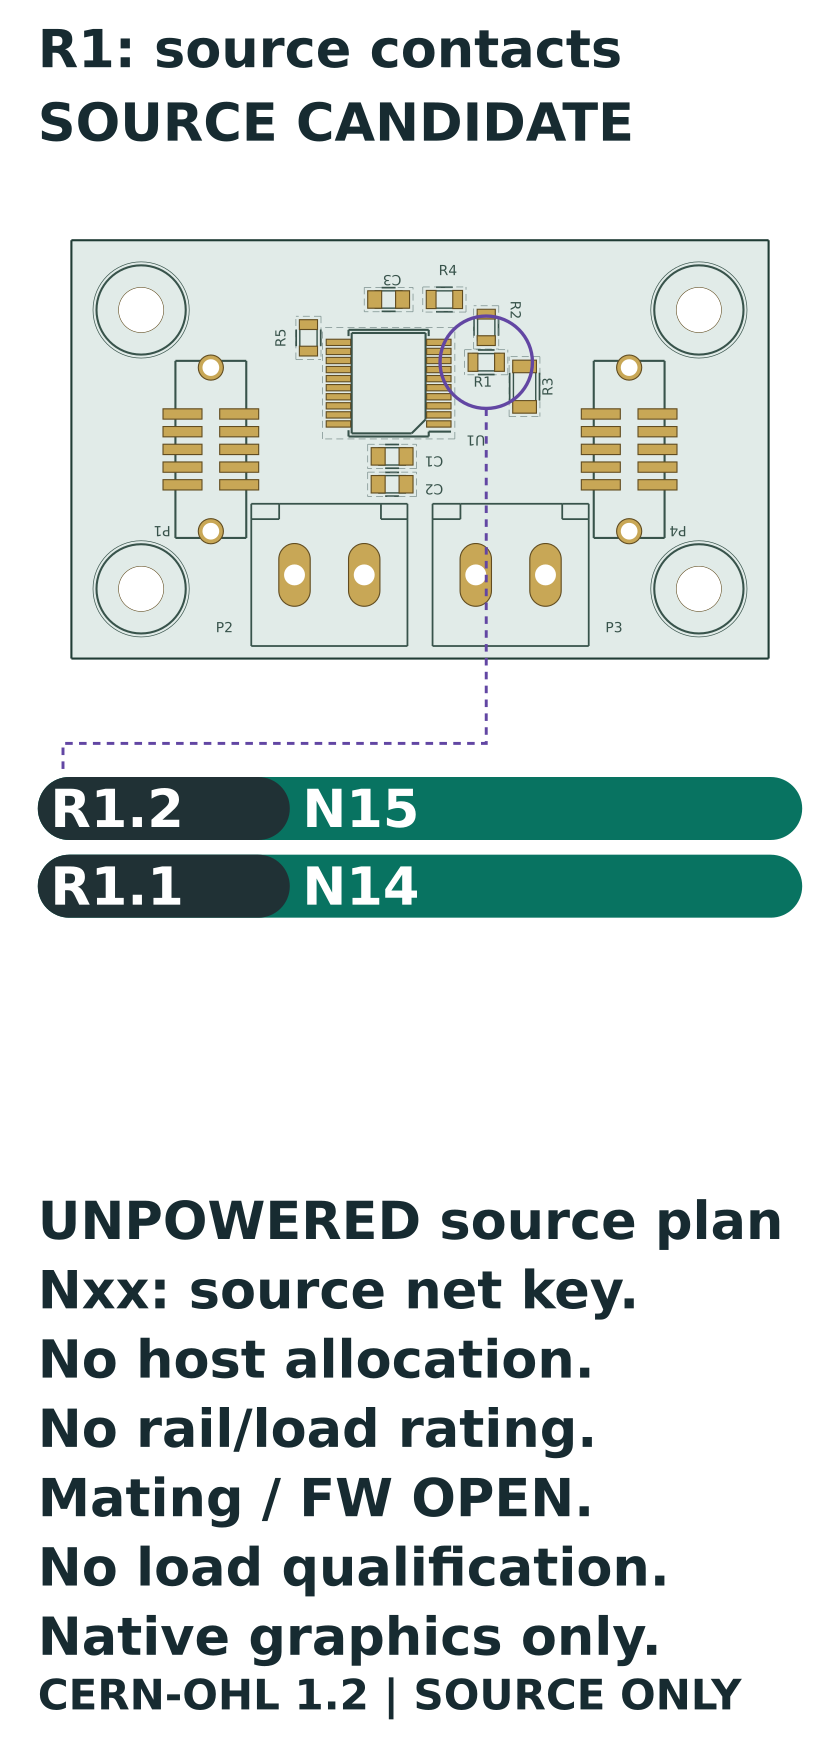 R1: source contacts
SOURCE CANDIDATE
C3
R4
R2
R5
R1
R3
U1
C1
C2
P1
P4
P2
P3
R1.2 N15
R1.1 N14
UNPOWERED source plan
Nxx: source net key.
No host allocation.
No rail/load rating.
Mating / FW OPEN.
No load qualification.
Native graphics only.
CERN-OHL 1.2 | SOURCE ONLY